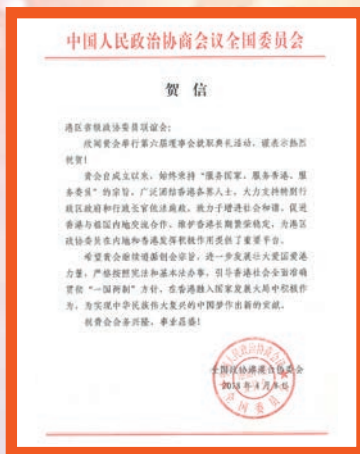 中国人民政治协商会议全国委员会
贺信
港区省级政协委员联谊会:
欣闻贵会举行第六届理事会就职典礼活动,谨表示热烈
祝贺!
贵会自成立以来,始终秉持“服务国家、服务香港、服
务委员”的宗旨,广泛团结香港各界人士,大力支持特别行
政区政府和行政长官依法施政,致力于增进社会和谐,促进
香港与祖国内地交流合作,维护香港长期繁荣稳定,为港区
政协委员在内地和香港发挥积极作用提供了重要平台。
希望贵会继续遵循创会宗旨,进一步发展壮大爱国爱港
力量,严格按照宪法和基本法办事,引导香港社会全面准确
贯彻“一国两制”方针,在香港融入国家发展大局中积极作
为,为实现中华民族伟大复兴的中国梦作出新的贡献。
祝贵会会务兴隆,事业昌盛!
全国政协港澳台侨委员会
2018年4月9日